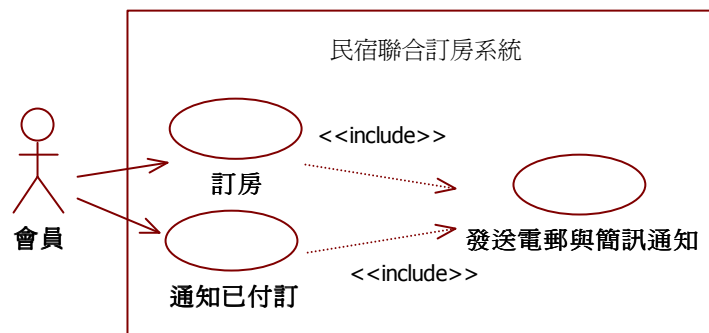 民宿聯合訂房系統
<<include>>
訂房
會員
發送電郵與簡訊通知
<<include>>
通知已付訂